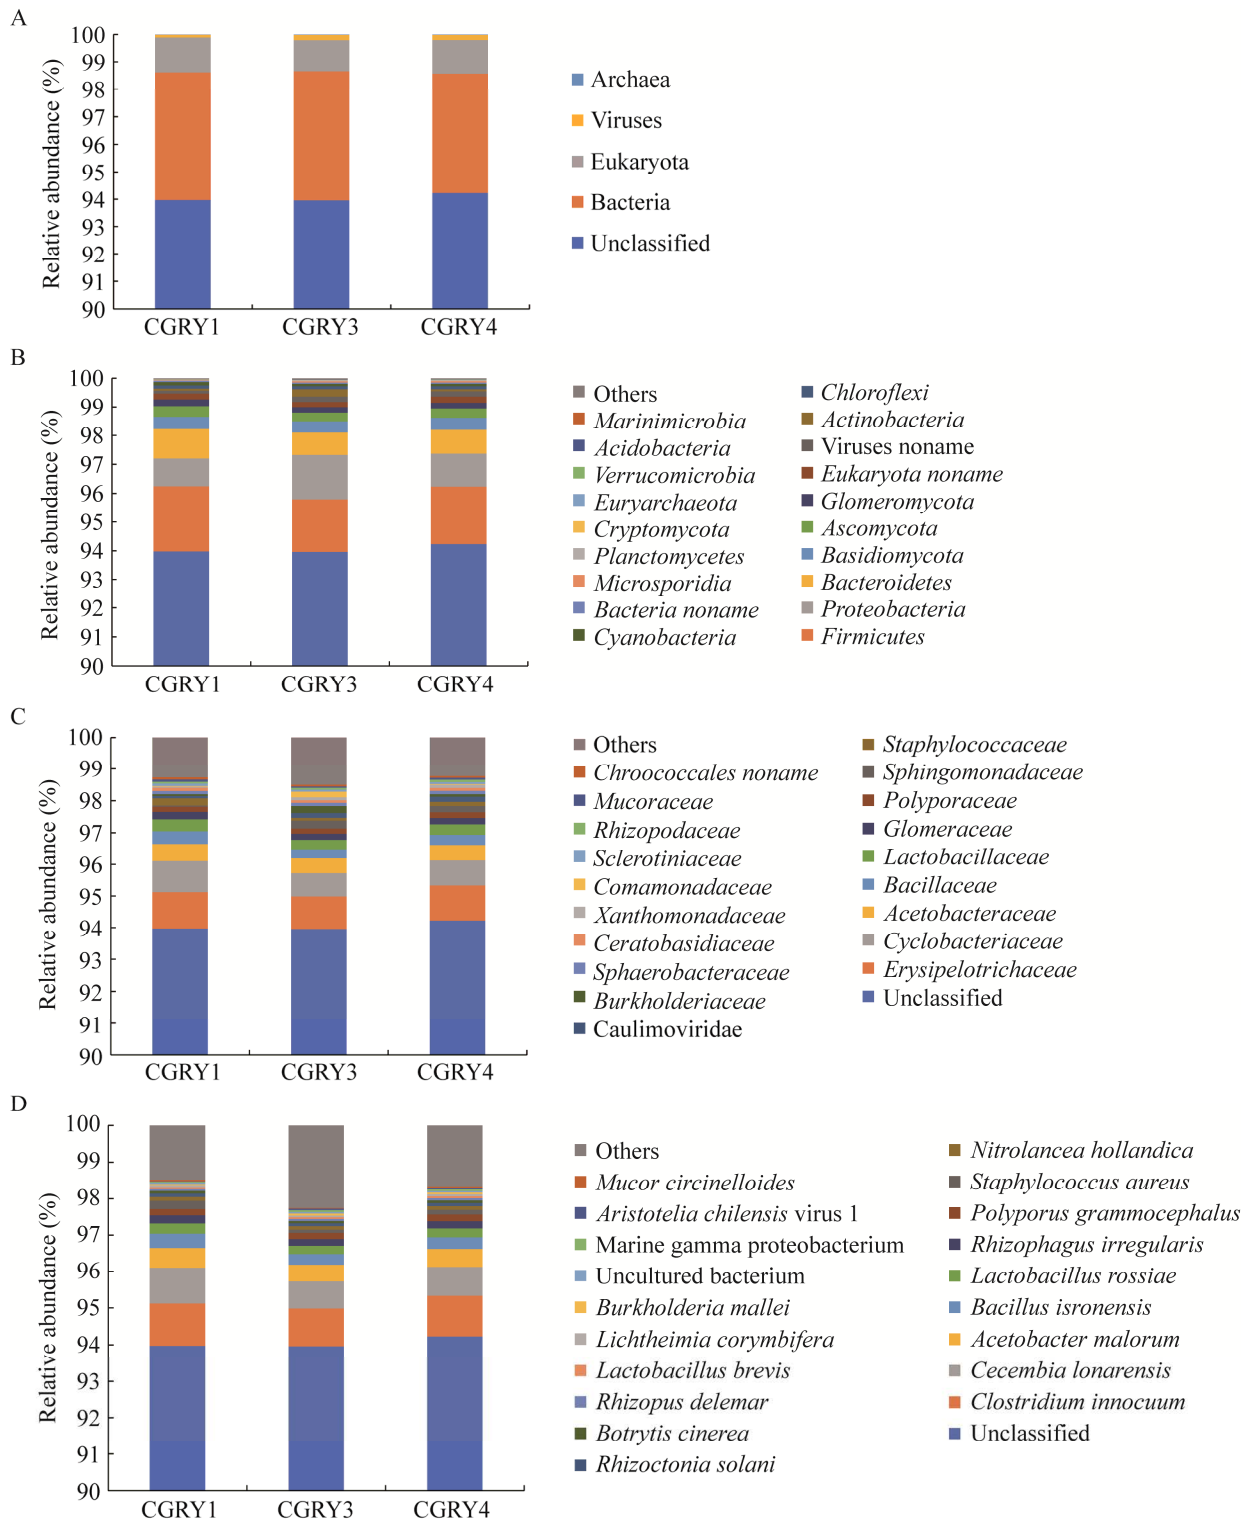 A
Relative abundance (%)
100
99
98
97
96
95
94
93
92
91
90
CGRY1 CGRY3 CGRY4
Archaea
Viruses
Eukaryota
Bacteria
Unclassified
B
Relative abundance (%)
100
99
98
97
96
95
94
93
92
91
90
CGRY1 CGRY3 CGRY4
Others
Marinimicrobia
Acidobacteria
Verrucomicrobia
Euryarchaeota
Cryptomycota
Planctomycetes
Microsporidia
Bacteria noname
Cyanobacteria
Chloroflexi
Actinobacteria
Viruses noname
Eukaryota noname
Glomeromycota
Ascomycota
Basidiomycota
Bacteroidetes
Proteobacteria
Firmicutes
C
Relative abundance (%)
100
99
98
97
96
95
94
93
92
91
90
CGRY1 CGRY3 CGRY4
Others
Chroococcales noname
Mucoraceae
Rhizopodaceae
Sclerotiniaceae
Comamonadaceae
Xanthomonadaceae
Ceratobasidiaceae
Sphaerobacteraceae
Burkholderiaceae
Caulimoviridae
Staphylococcaceae
Sphingomonadaceae
Polyporaceae
Glomeraceae
Lactobacillaceae
Bacillaceae
Acetobacteraceae
Cyclobacteriaceae
Erysipelotrichaceae
Unclassified
D
Relative abundance (%)
100
99
98
97
96
95
94
93
92
91
90
CGRY1 CGRY3 CGRY4
Others
Mucor circinelloides
Aristotelia chilensis virus 1
Marine gamma proteobacterium
Uncultured bacterium
Burkholderia mallei
Lichtheimia corymbifera
Lactobacillus brevis
Rhizopus delemar
Botrytis cinerea
Rhizoctonia solani
Nitrolancea hollandica
Staphylococcus aureus
Polyporus grammocephalus
Rhizophagus irregularis
Lactobacillus rossiae
Bacillus isronensis
Acetobacter malorum
Cecembia lonarensis
Clostridium innocuum
Unclassified